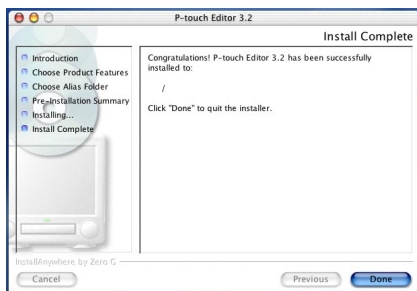 P-touch Editor 3.2
Install Complete
Introduction
Choose Product Features
Choose Alias Folder
Pre-Installation Summary
Installing...
Install Complete
Congratulations! P-touch Editor 3.2 has been successfully
installed to:
/
Click "Done" to quit the installer.
InstallAnywhere by Zero G
Cancel
Previous
Done